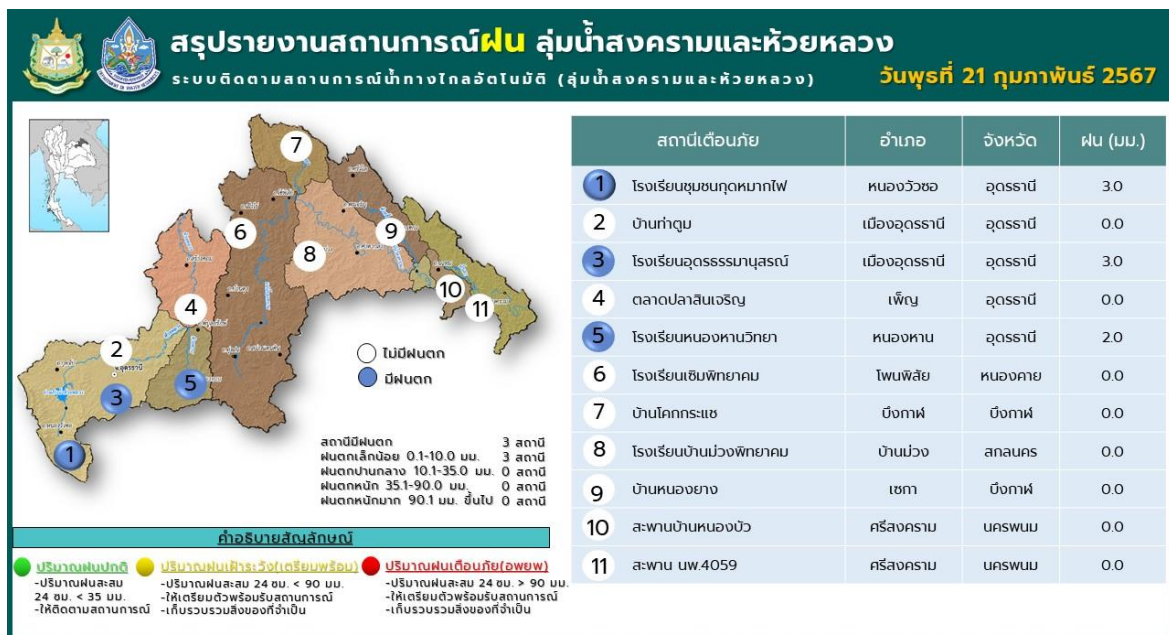 สรุปรายงานสถานการณ์ฝน ลุ่มน้ำสงครามและห้วยหลวง
ระบบติดตามสถานการณ์น้ำทางไกลอัตโนมัติ (ลุ่มน้ำสงครามและห้วยหลวง)
วันพุธที่ 21 กุมภาพันธ์ 2567
7
6
9
8
10
11
4
2
อุดรธานี
5
3
1
ไม่มีฝนตก
มีฝนตก
สถานีมีฝนตก 3 สถานี
ฝนตกเล็กน้อย 0.1-10.0 มม. 3 สถานี
ฝนตกปานกลาง 10.1-35.0 มม. 0 สถานี
ฝนตกหนัก 35.1-90.0 มม. 0 สถานี
ฝนตกหนักมาก 90.1 มม. ขึ้นไป 0 สถานี
สถานีเตือนภัย อำเภอ จังหวัด ฝน (มม.)
1 โรงเรียนชุมชนกุดหมากไฟ หนองวัวซอ อุดรธานี 3.0
2 บ้านท่าตูม เมืองอุดรธานี อุดรธานี 0.0
3 โรงเรียนอุดรธรรมานุสรณ์ เมืองอุดรธานี อุดรธานี 3.0
4 ตลาดปลาสินเจริญ เพ็ญ อุดรธานี 0.0
5 โรงเรียนหนองหานวิทยา หนองหาน อุดรธานี 2.0
6 โรงเรียนเซิมพิทยาคม โพนพิสัย หนองคาย 0.0
7 บ้านโคกกระแซ บึงกาฬ บึงกาฬ 0.0
8 โรงเรียนบ้านม่วงพิทยาคม บ้านม่วง สกลนคร 0.0
9 บ้านหนองยาง เซกา บึงกาฬ 0.0
10 สะพานบ้านหนองบัว ศรีสงคราม นครพนม 0.0
11 สะพาน นพ.4059 ศรีสงคราม นครพนม 0.0
คำอธิบายสัญลักษณ์
ปริมาณฝนปกติ
-ปริมาณฝนสะสม
24 ชม. < 35 มม.
-ให้ติดตามสถานการณ์
ปริมาณฝนเฝ้าระวัง(เตรียมพร้อม)
-ปริมาณฝนสะสม 24 ชม. < 90 มม.
-ให้เตรียมตัวพร้อมรับสถานการณ์
-เก็บรวบรวมสิ่งของที่จำเป็น
ปริมาณฝนเตือนภัย(อพยพ)
-ปริมาณฝนสะสม 24 ชม. > 90 มม.
-ให้เตรียมตัวพร้อมรับสถานการณ์
-เก็บรวบรวมสิ่งของที่จำเป็น